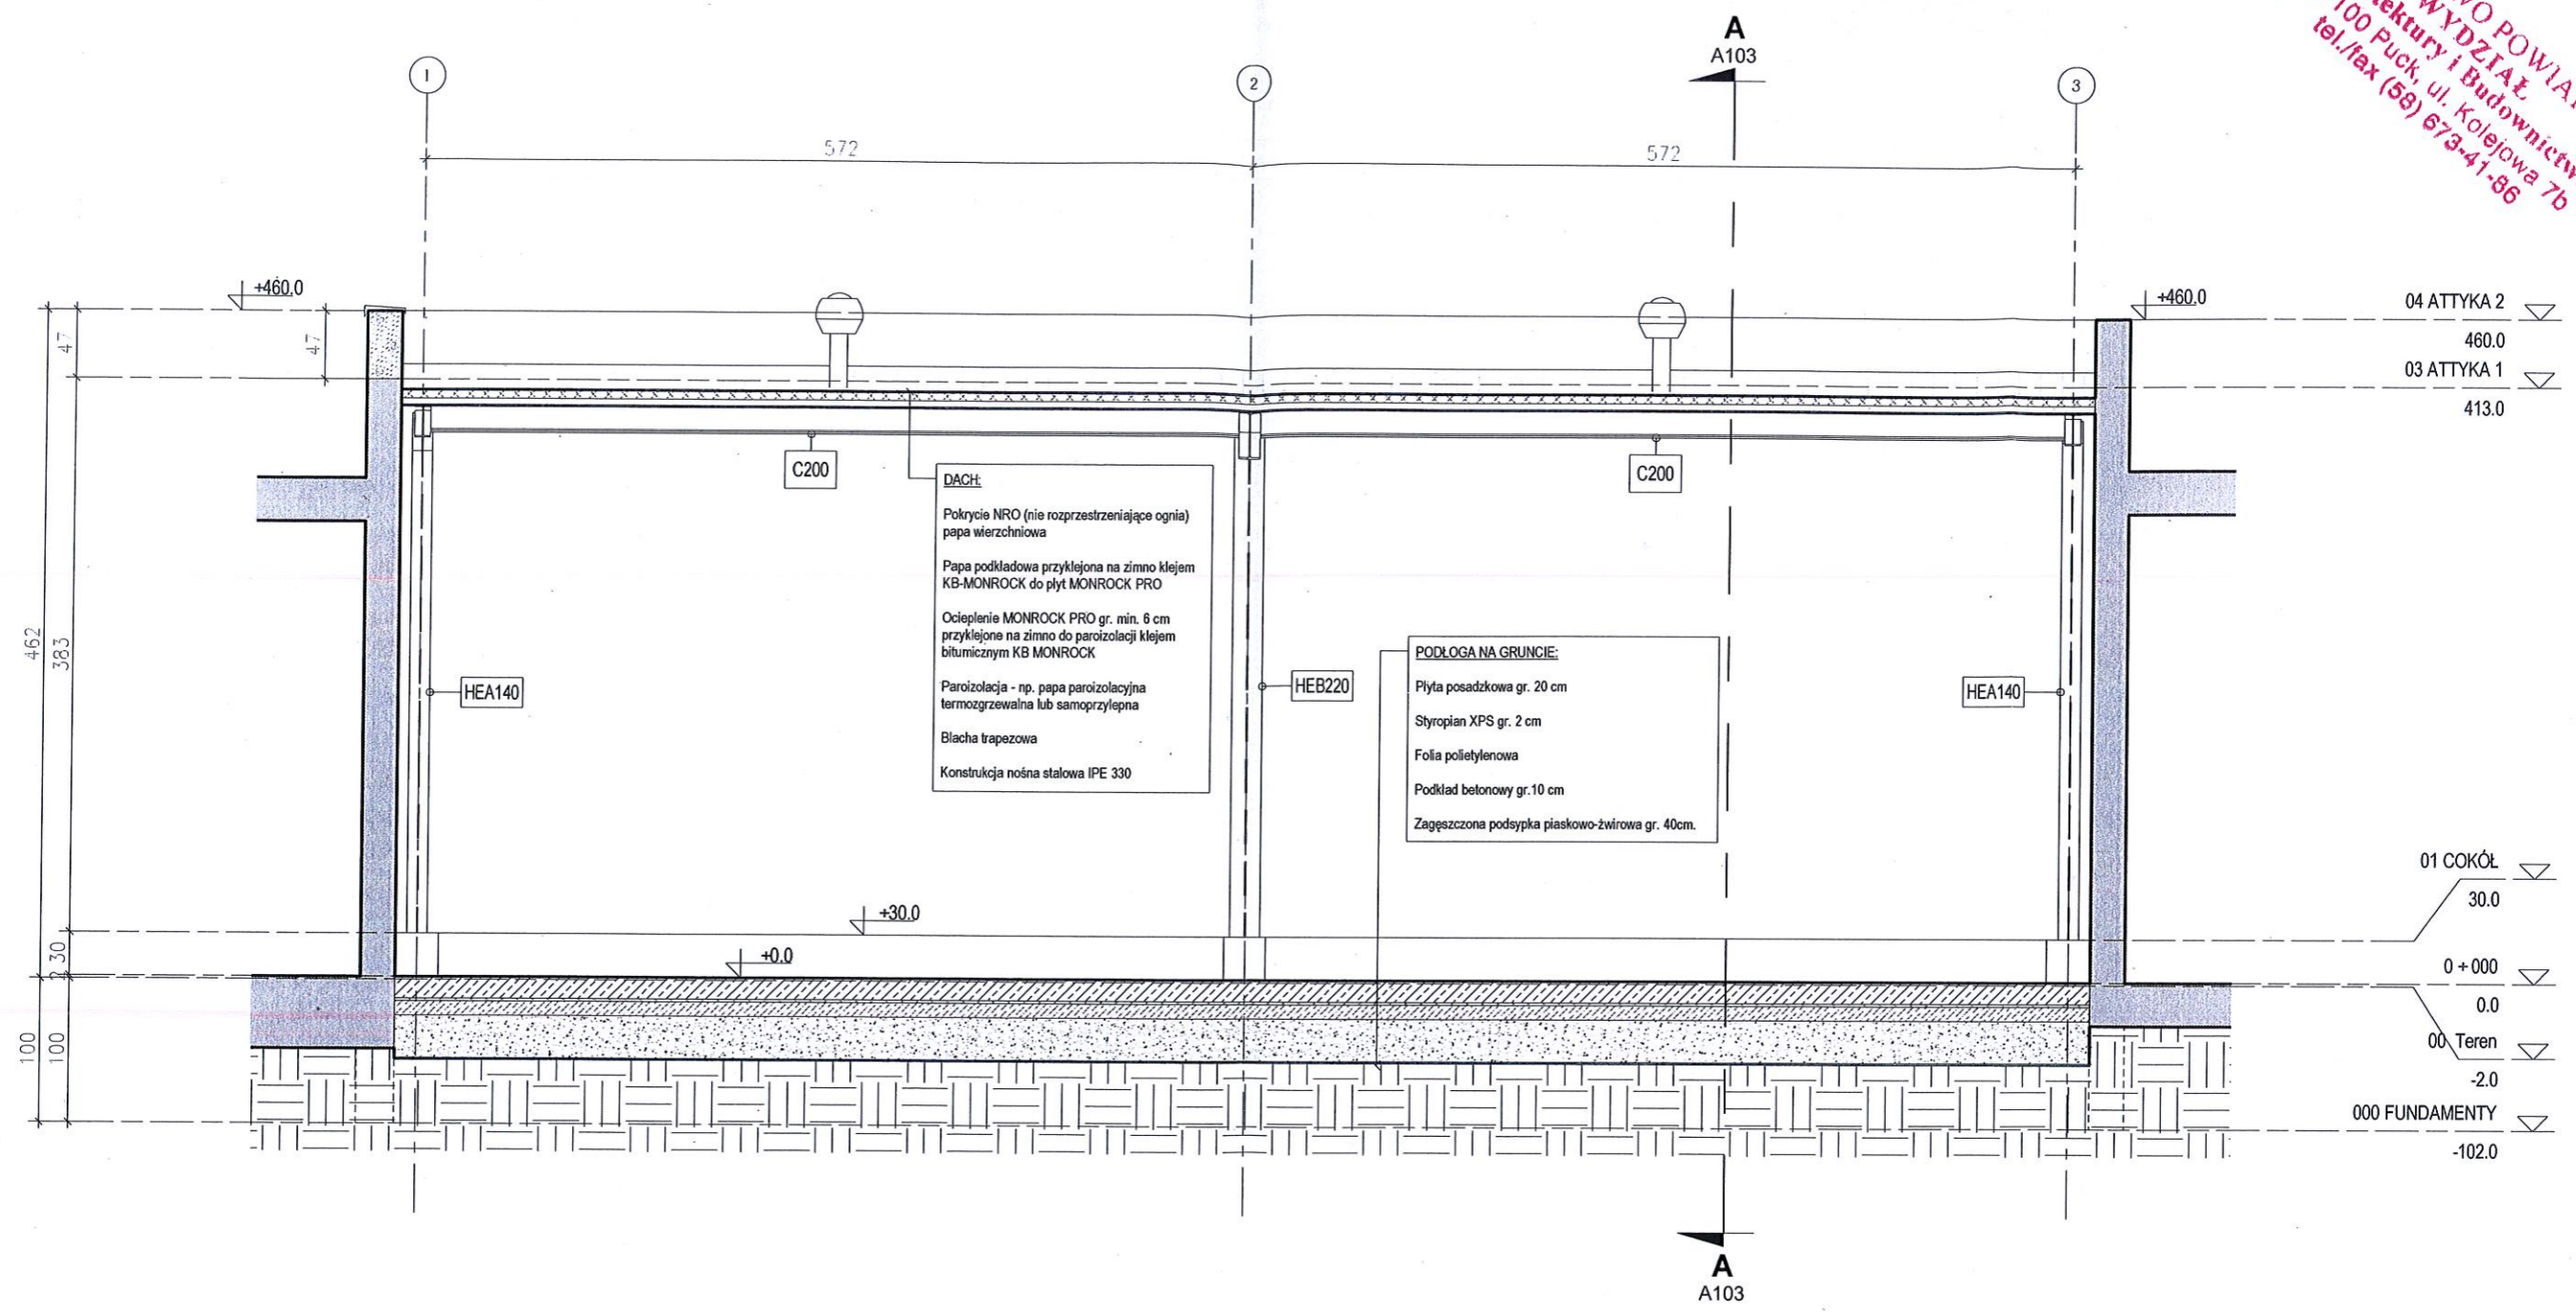 A
A103
1
2
3
WYDZIAŁ
100 Puck, ul. Kolejowa 7b
tel./fax (58) 673-41-86
572
572
+460.0
+460.0
04 ATTYKA 2
460.0
03 ATTYKA 1
413.0
47
47
462
383
30
2
100
100
C200
C200
DACH:
Pokrycie NRO (nie rozprzestrzeniające ognia)
papa wierzchniowa
Papa podkładowa przyklejona na zimno klejem
KB-MONROCK do płyt MONROCK PRO
Ocieplenie MONROCK PRO gr. min. 6 cm
przyklejone na zimno do paroizolacji klejem
bitumicznym KB MONROCK
Paroizolacja - np. papa paroizolacyjna
termozgrzewalna lub samoprzylepna
Blacha trapezowa
Konstrukcja nośna stalowa IPE 330
HEA140
HEB220
HEA140
PODŁOGA NA GRUNCIE:
Płyta posadzkowa gr. 20 cm
Styropian XPS gr. 2 cm
Folia polietylenowa
Podkład betonowy gr.10 cm
Zagęszczona podsypka piaskowo-żwirowa gr. 40cm.
+30.0
+0.0
01 COKÓŁ
30.0
0 + 000
0.0
00 Teren
-2.0
000 FUNDAMENTY
-102.0
A
A103